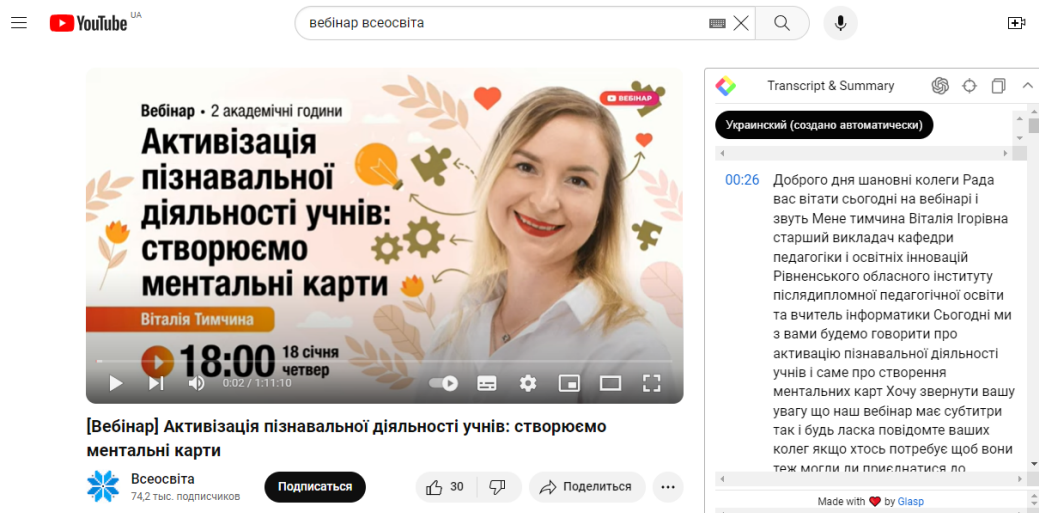 YouTube UA
вебінар всеосвіта
Вебінар • 2 академічні години
ВЕБІНАР
Активізація
пізнавальної
діяльності учнів:
створюємо
ментальні карти
Віталія Тимчина
18:00 18 січня
четвер
0:02 / 1:11:10
[Вебінар] Активізація пізнавальної діяльності учнів: створюємо
ментальні карти
Всеосвіта
74,2 тыс. подписчиков
Подписаться
30
Поделиться
Transcript & Summary
Украинский (создано автоматически)
00:26 Доброго дня шановні колеги Рада
вас вітати сьогодні на вебінарі і
звуть Мене тимчина Віталія Ігорівна
старший викладач кафедри
педагогіки і освітніх інновацій
Рівненського обласного інституту
післядипломної педагогічної освіти
та вчитель інформатики Сьогодні ми
з вами будемо говорити про
активацію пізнавальної діяльності
учнів і саме про створення
ментальних карт Хочу звернути вашу
увагу що наш вебінар має субтитри
так і будь ласка повідомте ваших
колег якщо хтось потребує щоб вони
теж могли ли приєднатися до
Made with ❤ by Glasp